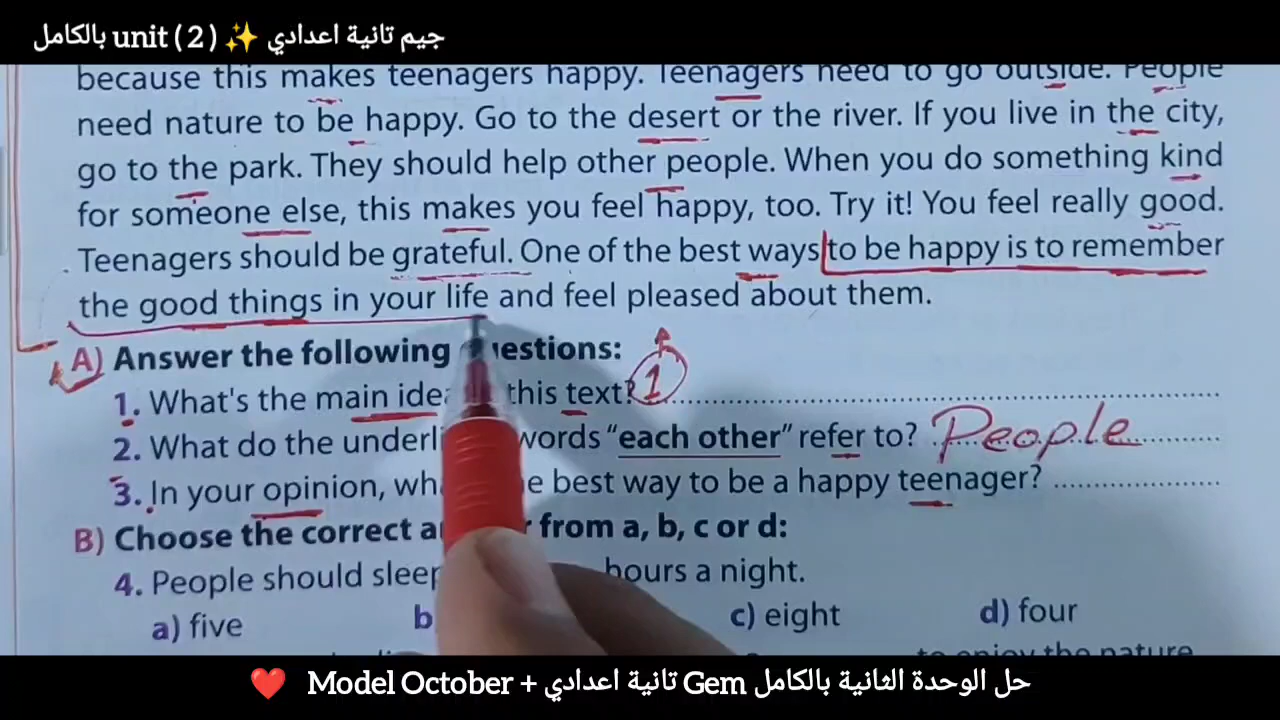 جيم تانية اعدادي ✨ unit ( 2 ) بالكامل
because this makes teenagers happy. Teenagers need to go outside. People
need nature to be happy. Go to the desert or the river. If you live in the city,
go to the park. They should help other people. When you do something kind
for someone else, this makes you feel happy, too. Try it! You feel really good.
Teenagers should be grateful. One of the best ways to be happy is to remember
the good things in your life and feel pleased about them.
A) Answer the following questions:
1. What's the main idea this text? 1
2. What do the words "each other" refer to? People
3. In your opinion, best way to be a happy teenager?
B) Choose the correct from a, b, c or d:
4. People should sleep hours a night.
a) five b c) eight d) four
to enjoy the nature
حل الوحدة الثانية بالكامل Gem تانية اعدادي + Model October ❤️